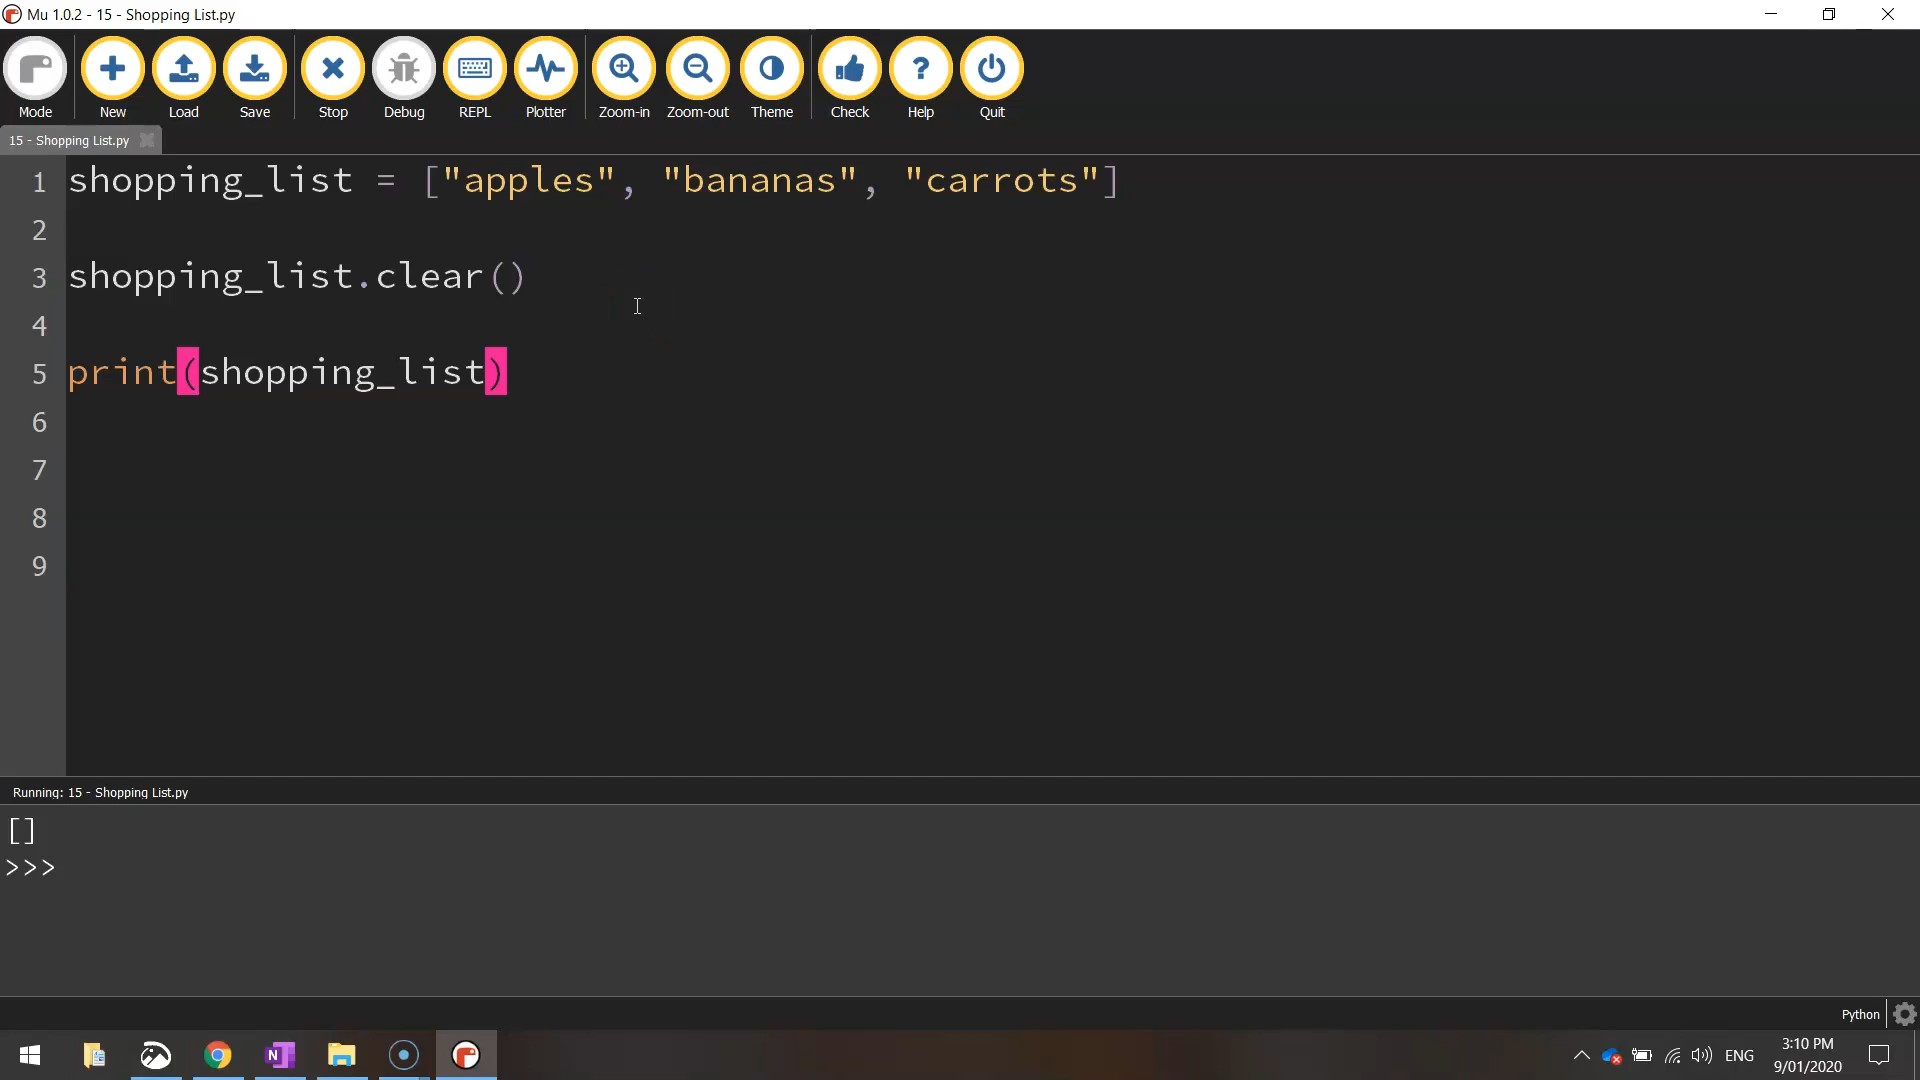 Mu 1.0.2 - 15 - Shopping List.py
Mode New Load Save Stop Debug REPL Plotter Zoom-in Zoom-out Theme Check Help Quit
15 - Shopping List.py
1 shopping_list = ["apples", "bananas", "carrots"]
2
3 shopping_list.clear()
4
5 print(shopping_list)
6
7
8
9
Running: 15 - Shopping List.py
[]
>>>
Python
N ENG 3:10 PM
9/01/2020